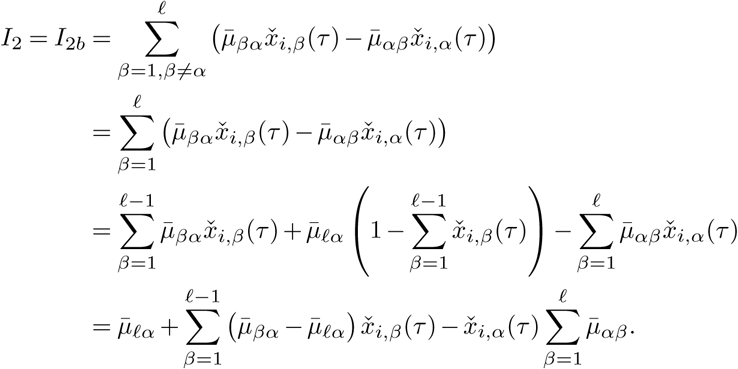 $I_2 = I_{2b} = \sum_{\beta=1,\beta\neq\alpha}^{\ell} \left(\bar{\mu}_{\beta\alpha}\check{x}_{i,\beta}(\tau) - \bar{\mu}_{\alpha\beta}\check{x}_{i,\alpha}(\tau)\right)$
$= \sum_{\beta=1}^{\ell} \left(\bar{\mu}_{\beta\alpha}\check{x}_{i,\beta}(\tau) - \bar{\mu}_{\alpha\beta}\check{x}_{i,\alpha}(\tau)\right)$
$= \sum_{\beta=1}^{\ell-1} \bar{\mu}_{\beta\alpha}\check{x}_{i,\beta}(\tau) + \bar{\mu}_{\ell\alpha} \left(1 - \sum_{\beta=1}^{\ell-1} \check{x}_{i,\beta}(\tau)\right) - \sum_{\beta=1}^{\ell} \bar{\mu}_{\alpha\beta}\check{x}_{i,\alpha}(\tau)$
$= \bar{\mu}_{\ell\alpha} + \sum_{\beta=1}^{\ell-1} \left(\bar{\mu}_{\beta\alpha} - \bar{\mu}_{\ell\alpha}\right) \check{x}_{i,\beta}(\tau) - \check{x}_{i,\alpha}(\tau) \sum_{\beta=1}^{\ell} \bar{\mu}_{\alpha\beta}.$